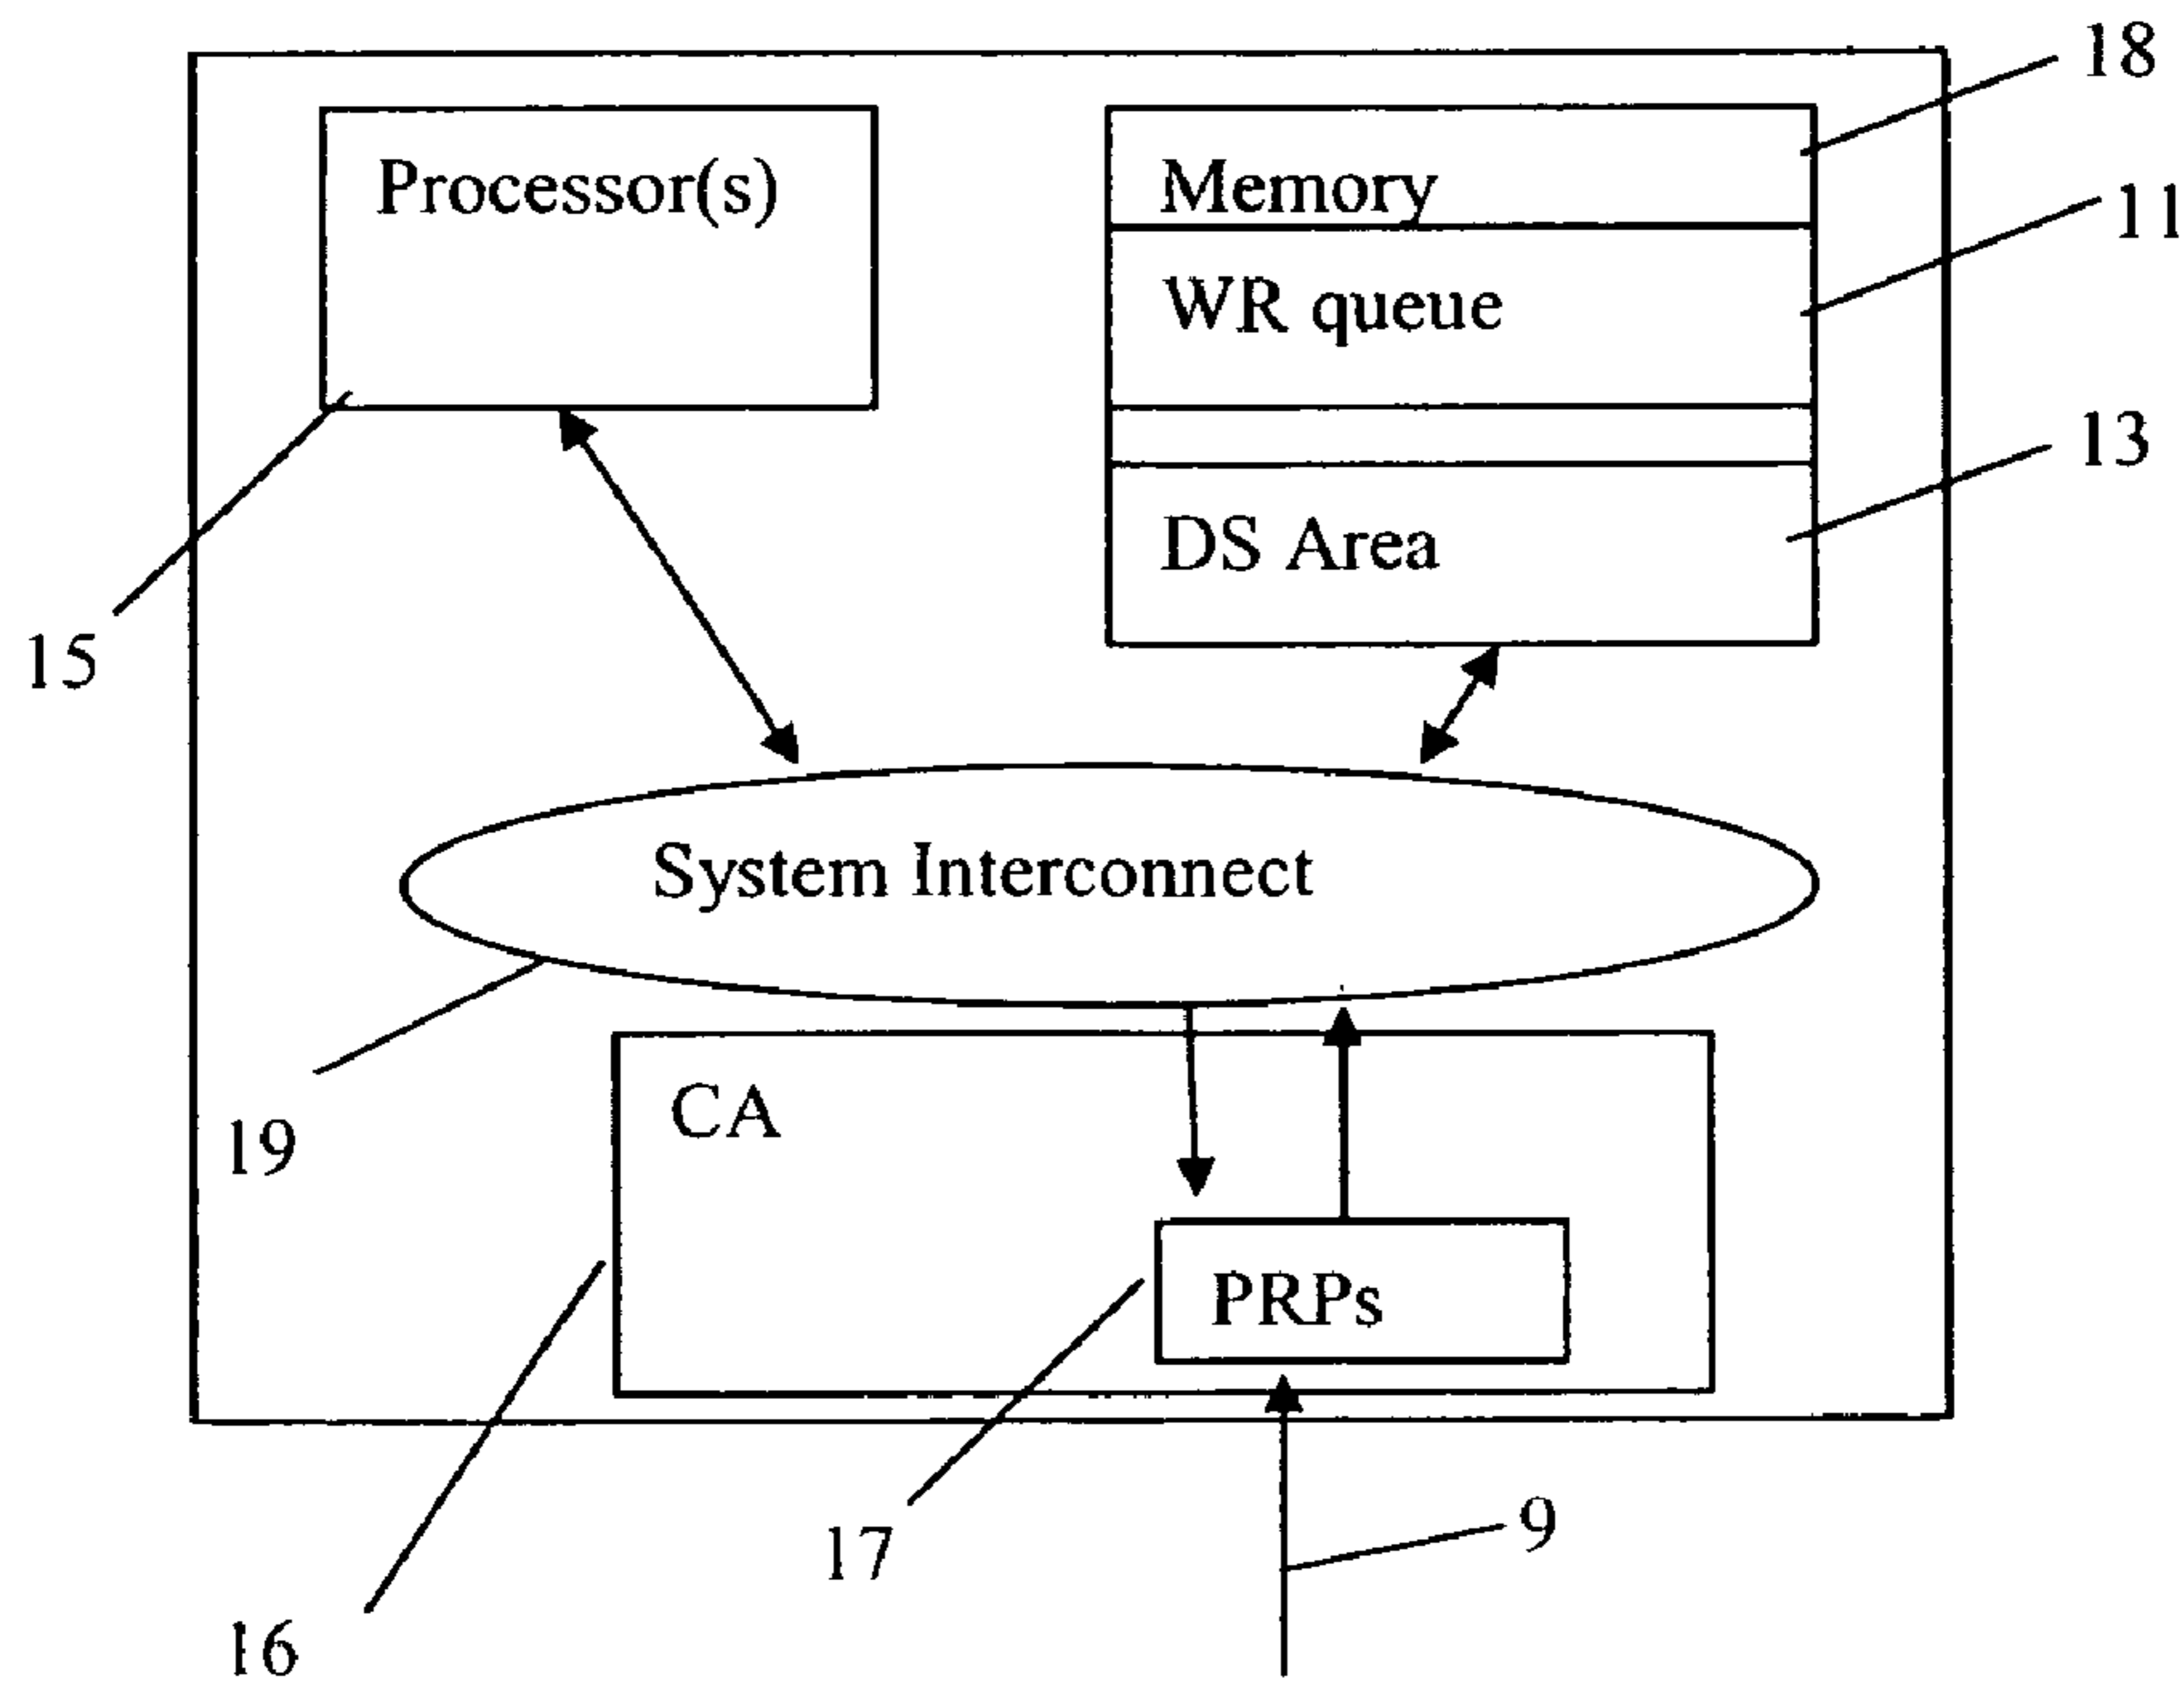 18
Processor(s)
Memory
11
WR queue
13
DS Area
15
System Interconnect
CA
19
PRPs
9
17
16